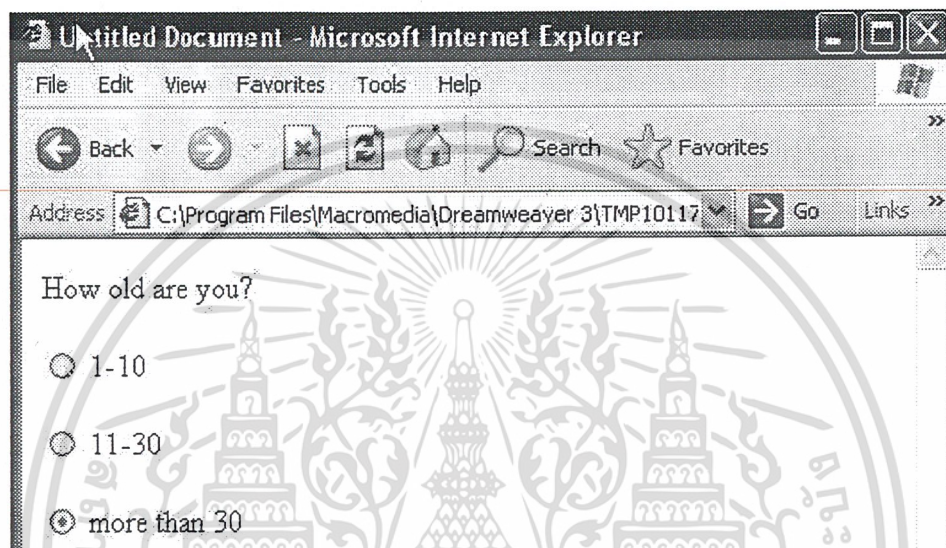 Untitled Document - Microsoft Internet Explorer
File Edit View Favorites Tools Help
Back Search Favorites »
Address C:\Program Files\Macromedia\Dreamweaver 3\TMP10117 Go Links »
How old are you?
1-10
11-30
more than 30